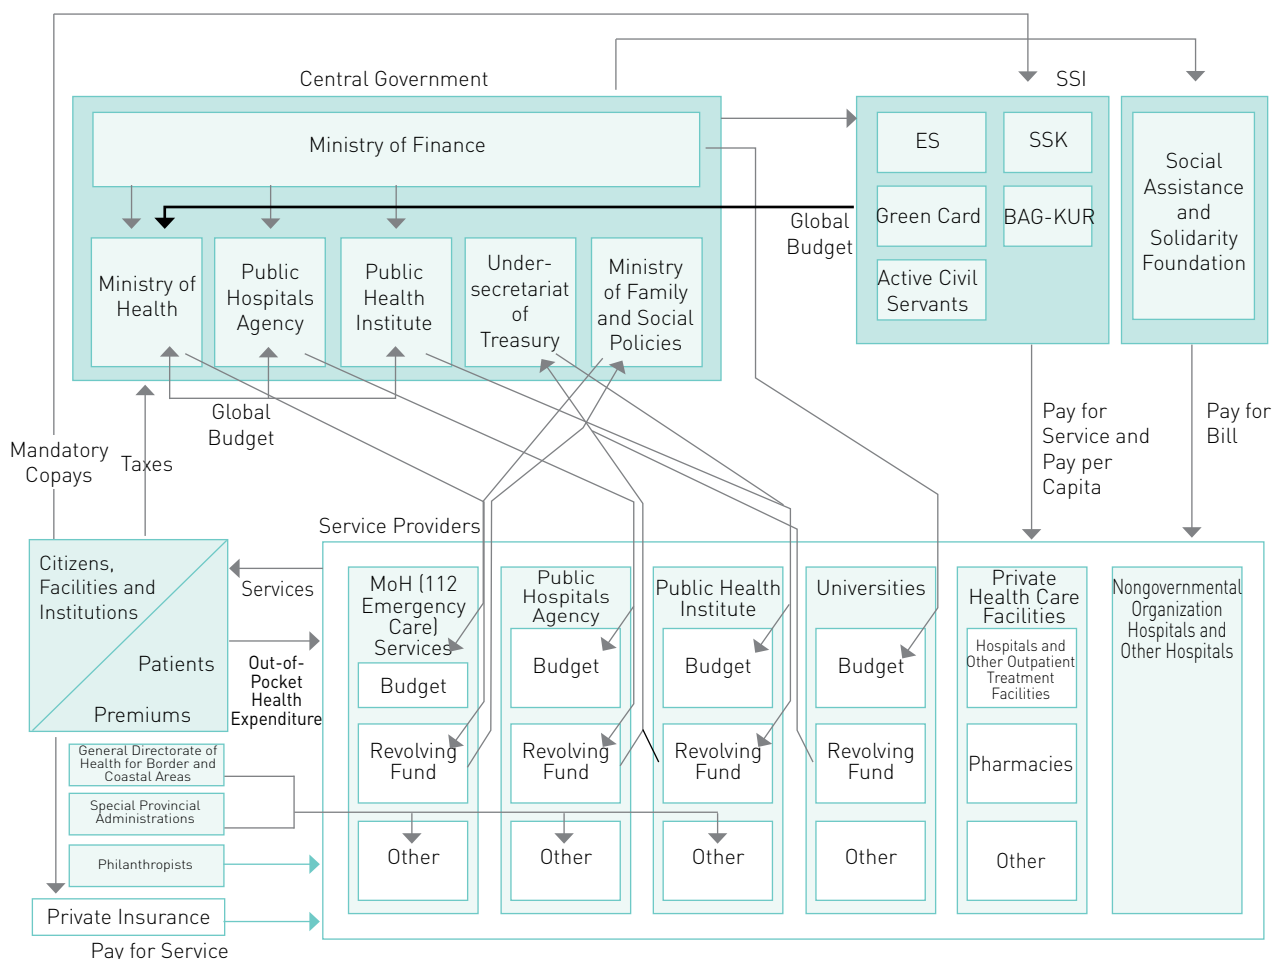 Central Government
SSI
Ministry of Finance
ES
SSK
Green Card
BAG-KUR
Active Civil
Servants
Social
Assistance
and
Solidarity
Foundation
Global
Budget
Ministry of
Health
Public
Hospitals
Agency
Public
Health
Institute
Under-
secretariat
of
Treasury
Ministry
of Family
and Social
Policies
Global
Budget
Mandatory
Copays
Taxes
Pay for
Service and
Pay per
Capita
Pay for
Bill
Service Providers
Citizens,
Facilities and
Institutions
Patients
Premiums
Services
Out-of-
Pocket
Health
Expenditure
MoH (112
Emergency
Care)
Services
Budget
Revolving
Fund
Other
Public
Hospitals
Agency
Budget
Revolving
Fund
Other
Public Health
Institute
Budget
Revolving
Fund
Other
Universities
Budget
Revolving
Fund
Other
Private
Health Care
Facilities
Hospitals and
Other Outpatient
Treatment
Facilities
Pharmacies
Other
Nongovernmental
Organization
Hospitals and
Other Hospitals
General Directorate of
Health for Border and
Coastal Areas
Special Provincial
Administrations
Philanthropists
Private Insurance
Pay for Service